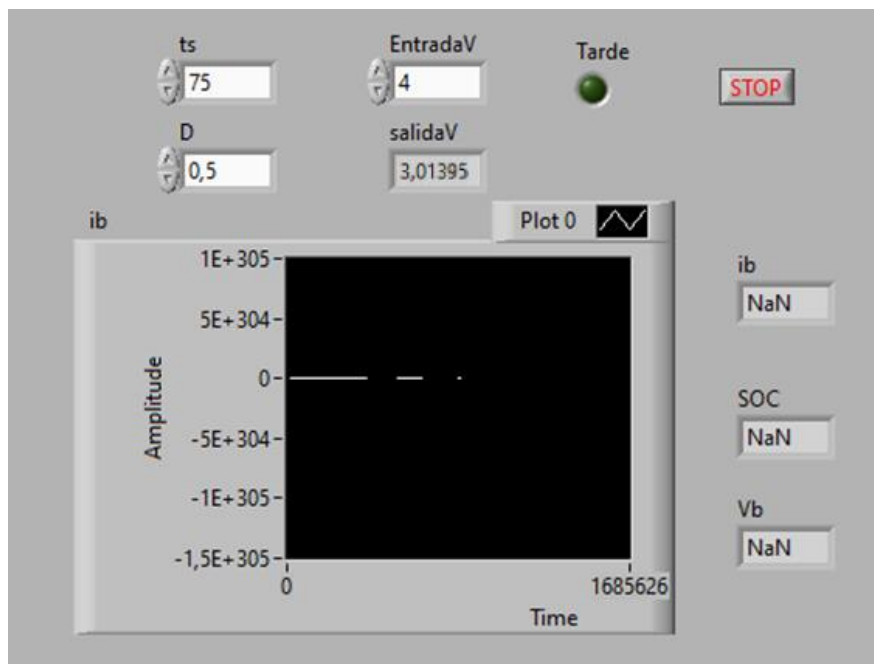 ts
EntradaV
Tarde
75
4
STOP
D
salidaV
0,5
3,01395
ib
Plot 0
1E+305
5E+304
0
-5E+304
-1E+305
-1,5E+305
Amplitude
0
1685626
Time
ib
NaN
SOC
NaN
Vb
NaN